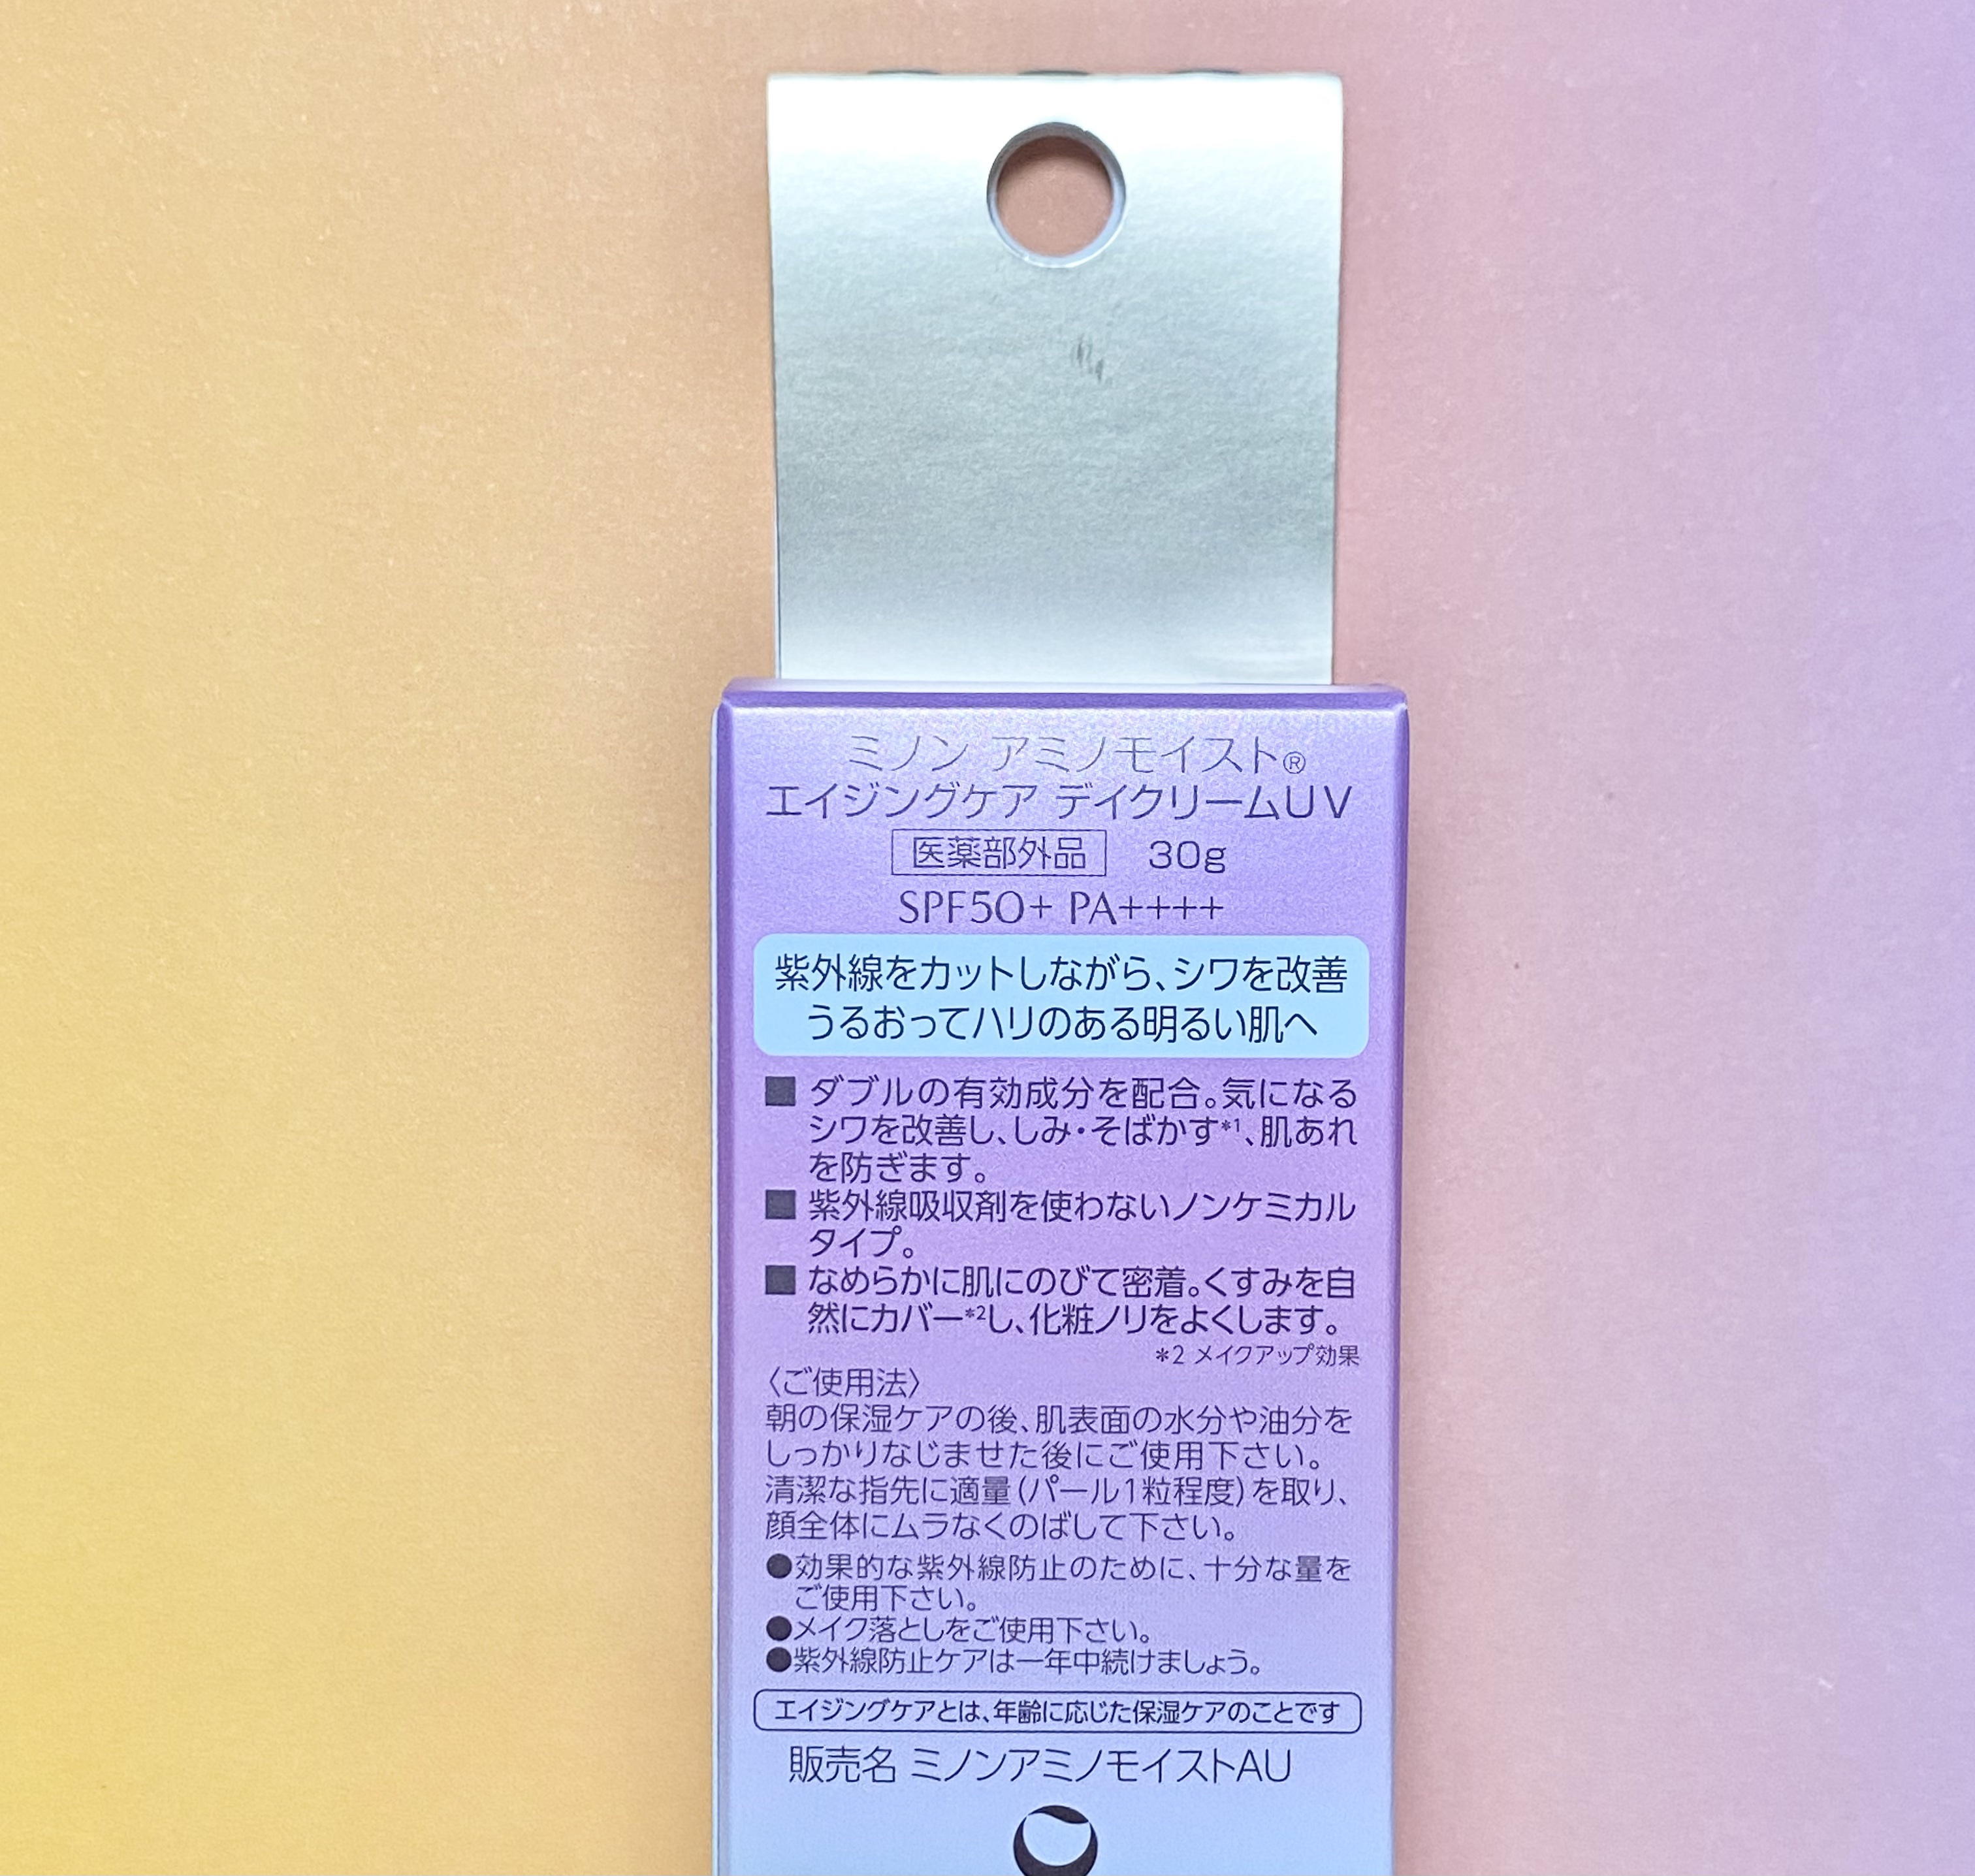 ミノン アミノモイスト®
エイジングケア デイクリームUV
医薬部外品 30g
SPF50+ PA++++
紫外線をカットしながら、シワを改善
うるおってハリのある明るい肌へ
■ ダブルの有効成分を配合。気になる
シワを改善し、しみ・そばかす*1、肌あれ
を防ぎます。
■ 紫外線吸収剤を使わないノンケミカル
タイプ。
■ なめらかに肌にのびて密着。くすみを自
然にカバー*2し、化粧ノリをよくします。
*2 メイクアップ効果
〈ご使用法〉
朝の保湿ケアの後、肌表面の水分や油分を
しっかりなじませた後にご使用下さい。
清潔な指先に適量(パール1粒程度)を取り、
顔全体にムラなくのばして下さい。
●効果的な紫外線防止のために、十分な量を
ご使用下さい。
●メイク落としをご使用下さい。
●紫外線防止ケアは一年中続けましょう。
エイジングケアとは、年齢に応じた保湿ケアのことです
販売名 ミノンアミノモイストAU